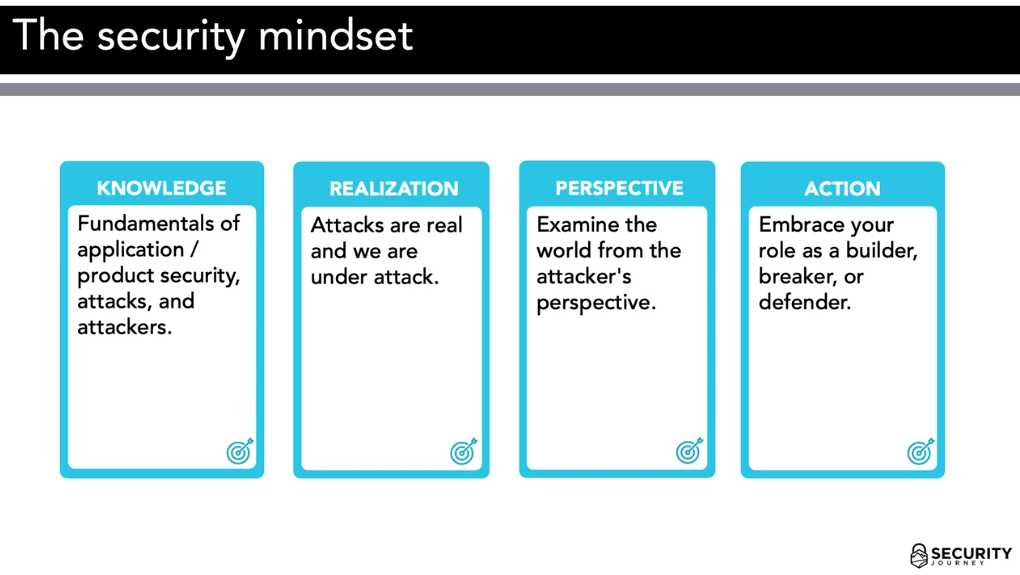 The security mindset
KNOWLEDGE
Fundamentals of
application /
product security,
attacks, and
attackers.
REALIZATION
Attacks are real
and we are
under attack.
PERSPECTIVE
Examine the
world from the
attacker's
perspective.
ACTION
Embrace your
role as a builder,
breaker, or
defender.
SECURITY
JOURNEY